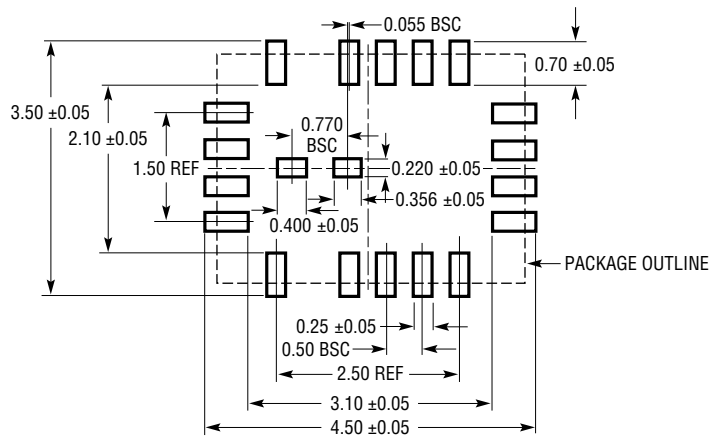 0.055 BSC
0.70 ±0.05
3.50 ±0.05
2.10 ±0.05
0.770
BSC
1.50 REF
0.220 ±0.05
0.356 ±0.05
0.400 ±0.05
PACKAGE OUTLINE
0.25 ±0.05
0.50 BSC
2.50 REF
3.10 ±0.05
4.50 ±0.05